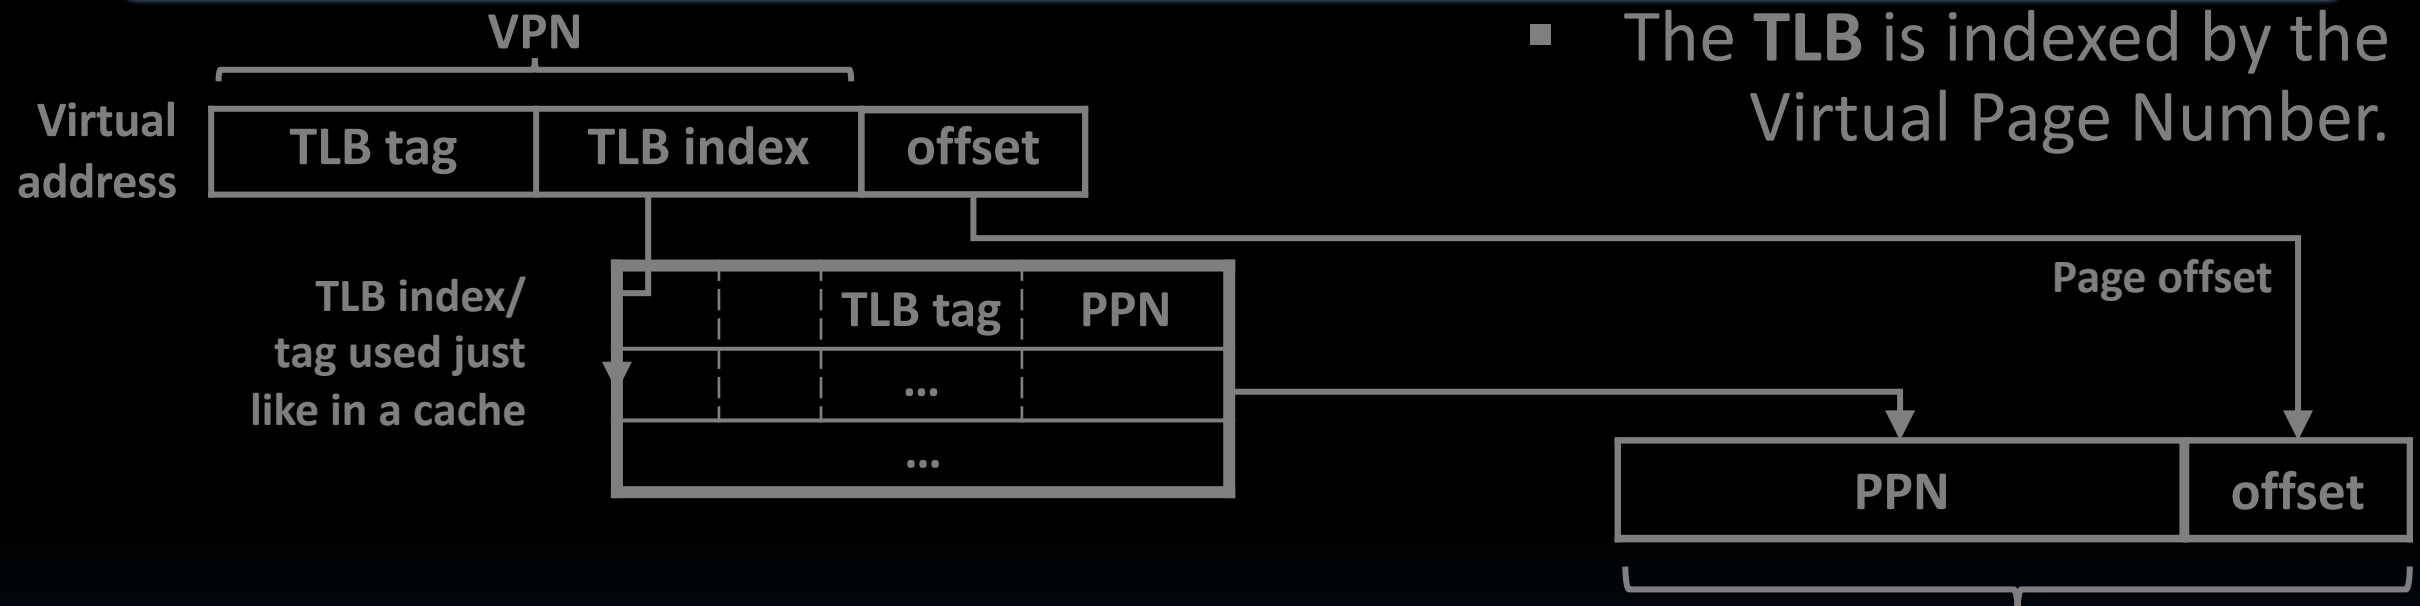 VPN
▪ The TLB is indexed by the
Virtual Page Number.
Virtual
address
TLB tag
TLB index
offset
TLB index/
tag used just
like in a cache
TLB tag
PPN
...
...
Page offset
PPN
offset